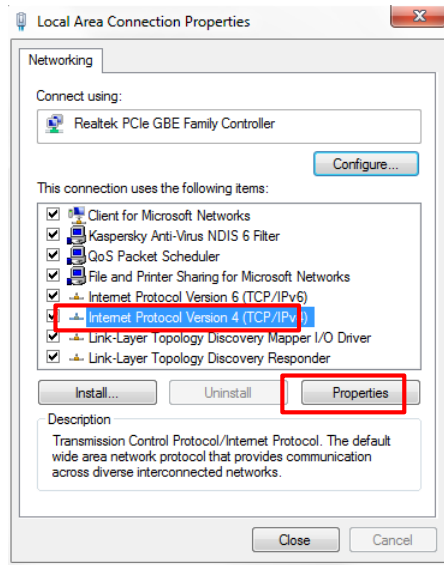 Local Area Connection Properties
Networking
Connect using:
Realtek PCIe GBE Family Controller
Configure...
This connection uses the following items:
Client for Microsoft Networks
Kaspersky Anti-Virus NDIS 6 Filter
QoS Packet Scheduler
File and Printer Sharing for Microsoft Networks
Internet Protocol Version 6 (TCP/IPv6)
Internet Protocol Version 4 (TCP/IPv4)
Link-Layer Topology Discovery Mapper I/O Driver
Link-Layer Topology Discovery Responder
Install... Uninstall Properties
Description
Transmission Control Protocol/Internet Protocol. The default
wide area network protocol that provides communication
across diverse interconnected networks.
Close Cancel